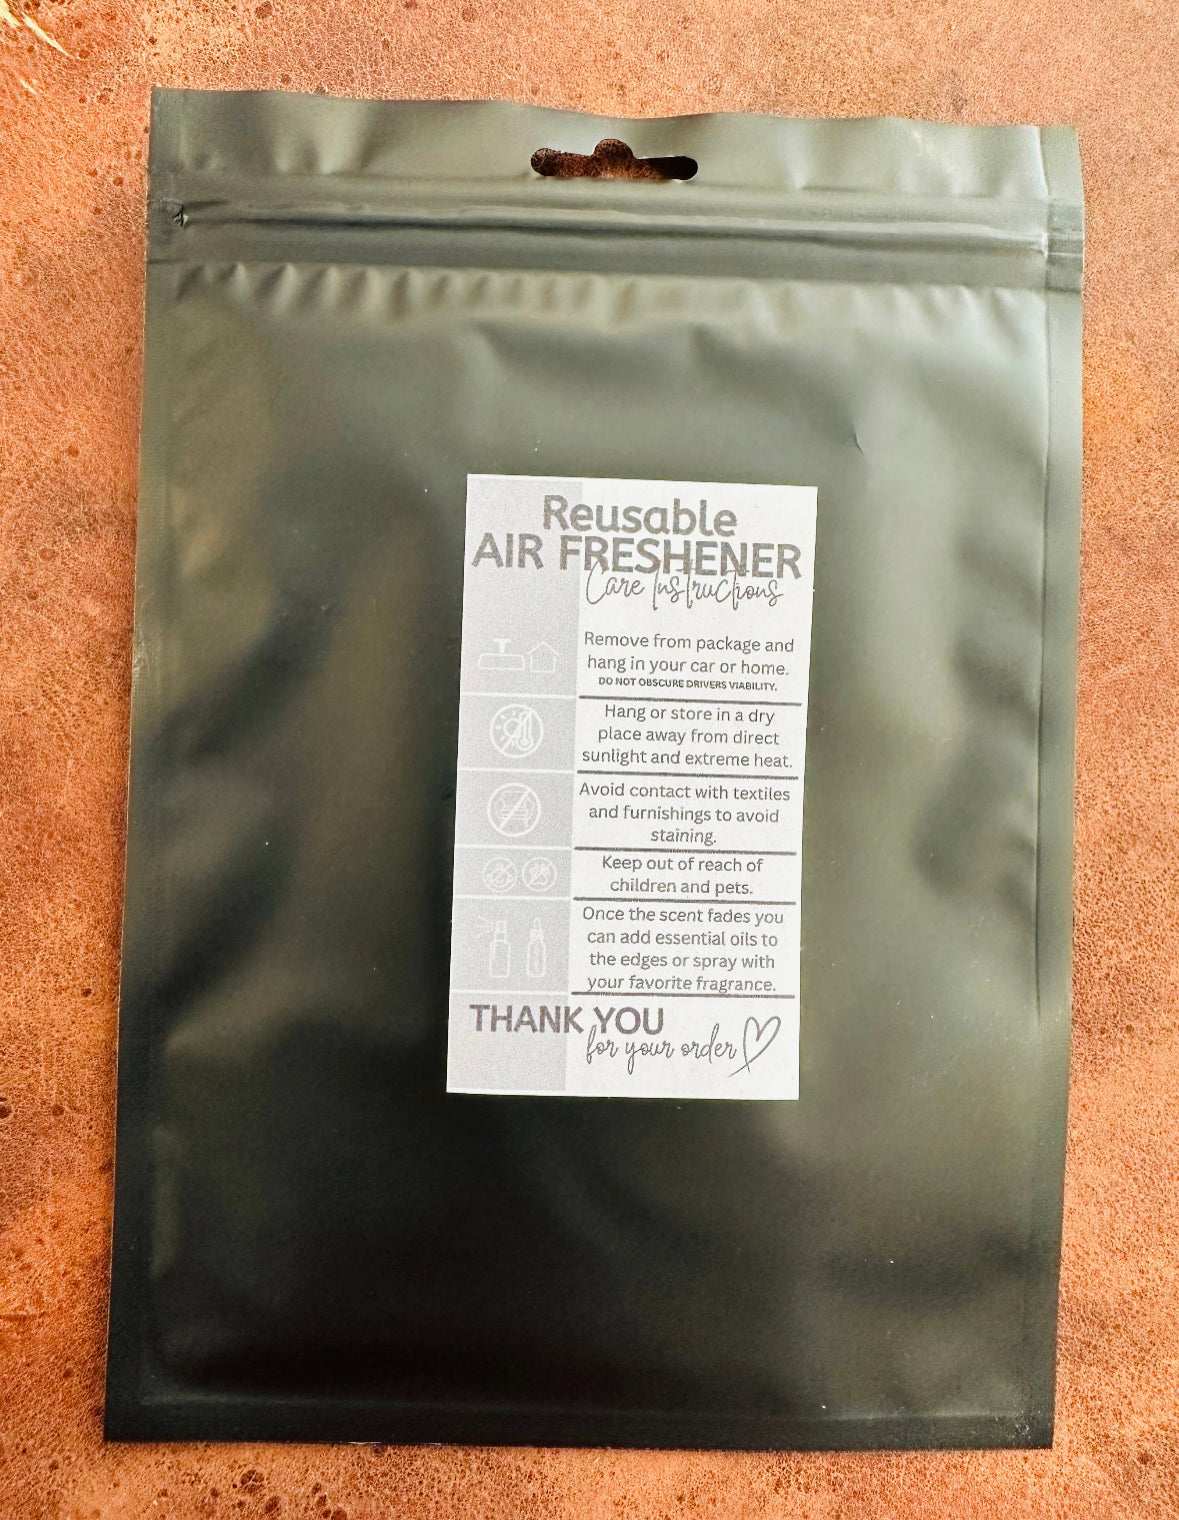 Reusable
AIR FRESHENER
Care Instructions
Remove from package and
hang in your car or home.
DO NOT OBSCURE DRIVERS VIABILITY.
Hang or store in a dry
place away from direct
sunlight and extreme heat.
Avoid contact with textiles
and furnishings to avoid
staining.
Keep out of reach of
children and pets.
Once the scent fades you
can add essential oils to
the edges or spray with
your favorite fragrance.
THANK YOU
for your order